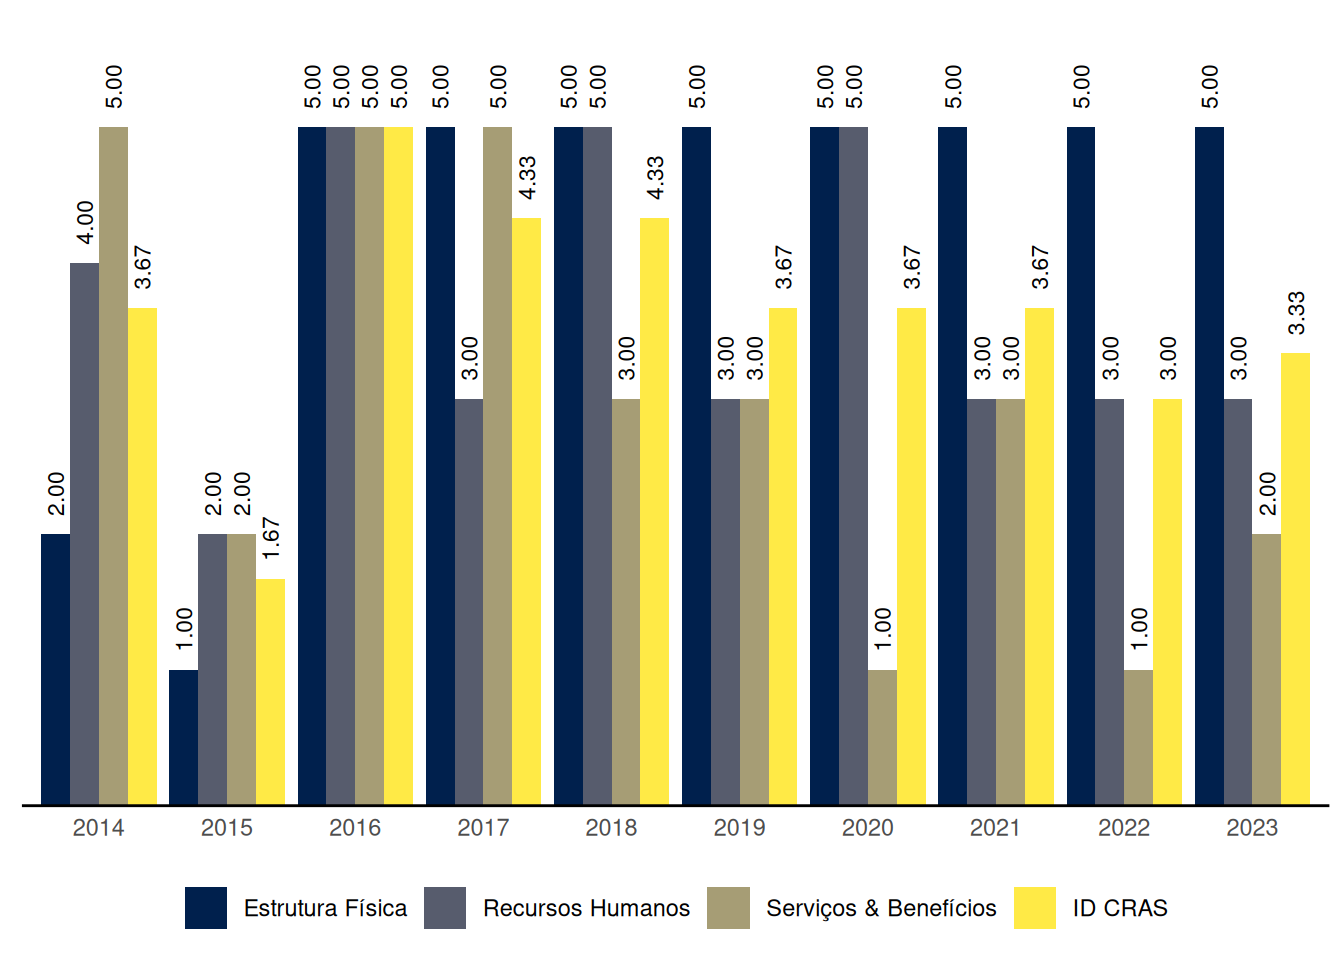 5.00 5.00 5.00 5.00 5.00 5.00 5.00 5.00 5.00 5.00 5.00 5.00 5.00 5.00 5.00
4.33 4.33
4.00
3.67 3.67 3.67 3.67
3.33
3.00 3.00 3.00 3.00 3.00 3.00 3.00 3.00 3.00
2.00 2.00 2.00 2.00
1.67
1.00 1.00 1.00
2014 2015 2016 2017 2018 2019 2020 2021 2022 2023
Estrutura Física Recursos Humanos Serviços & Benefícios ID CRAS